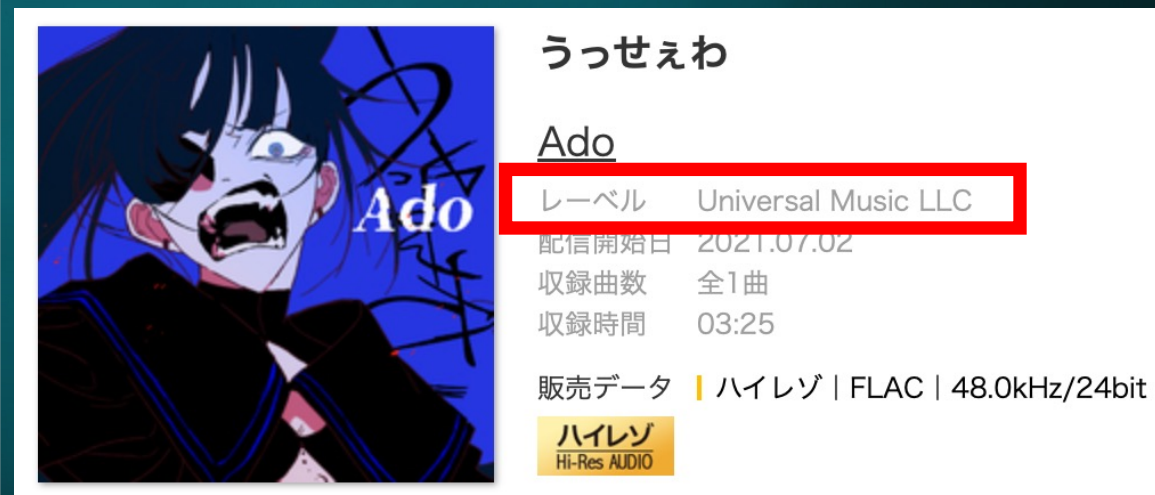 うっせぇわ
Ado
Ado
レーベル Universal Music LLC
配信開始日 2021.07.02
収録曲数 全1曲
収録時間 03:25
販売データ ハイレゾ｜FLAC｜48.0kHz/24bit
ハイレゾ
Hi-Res AUDIO